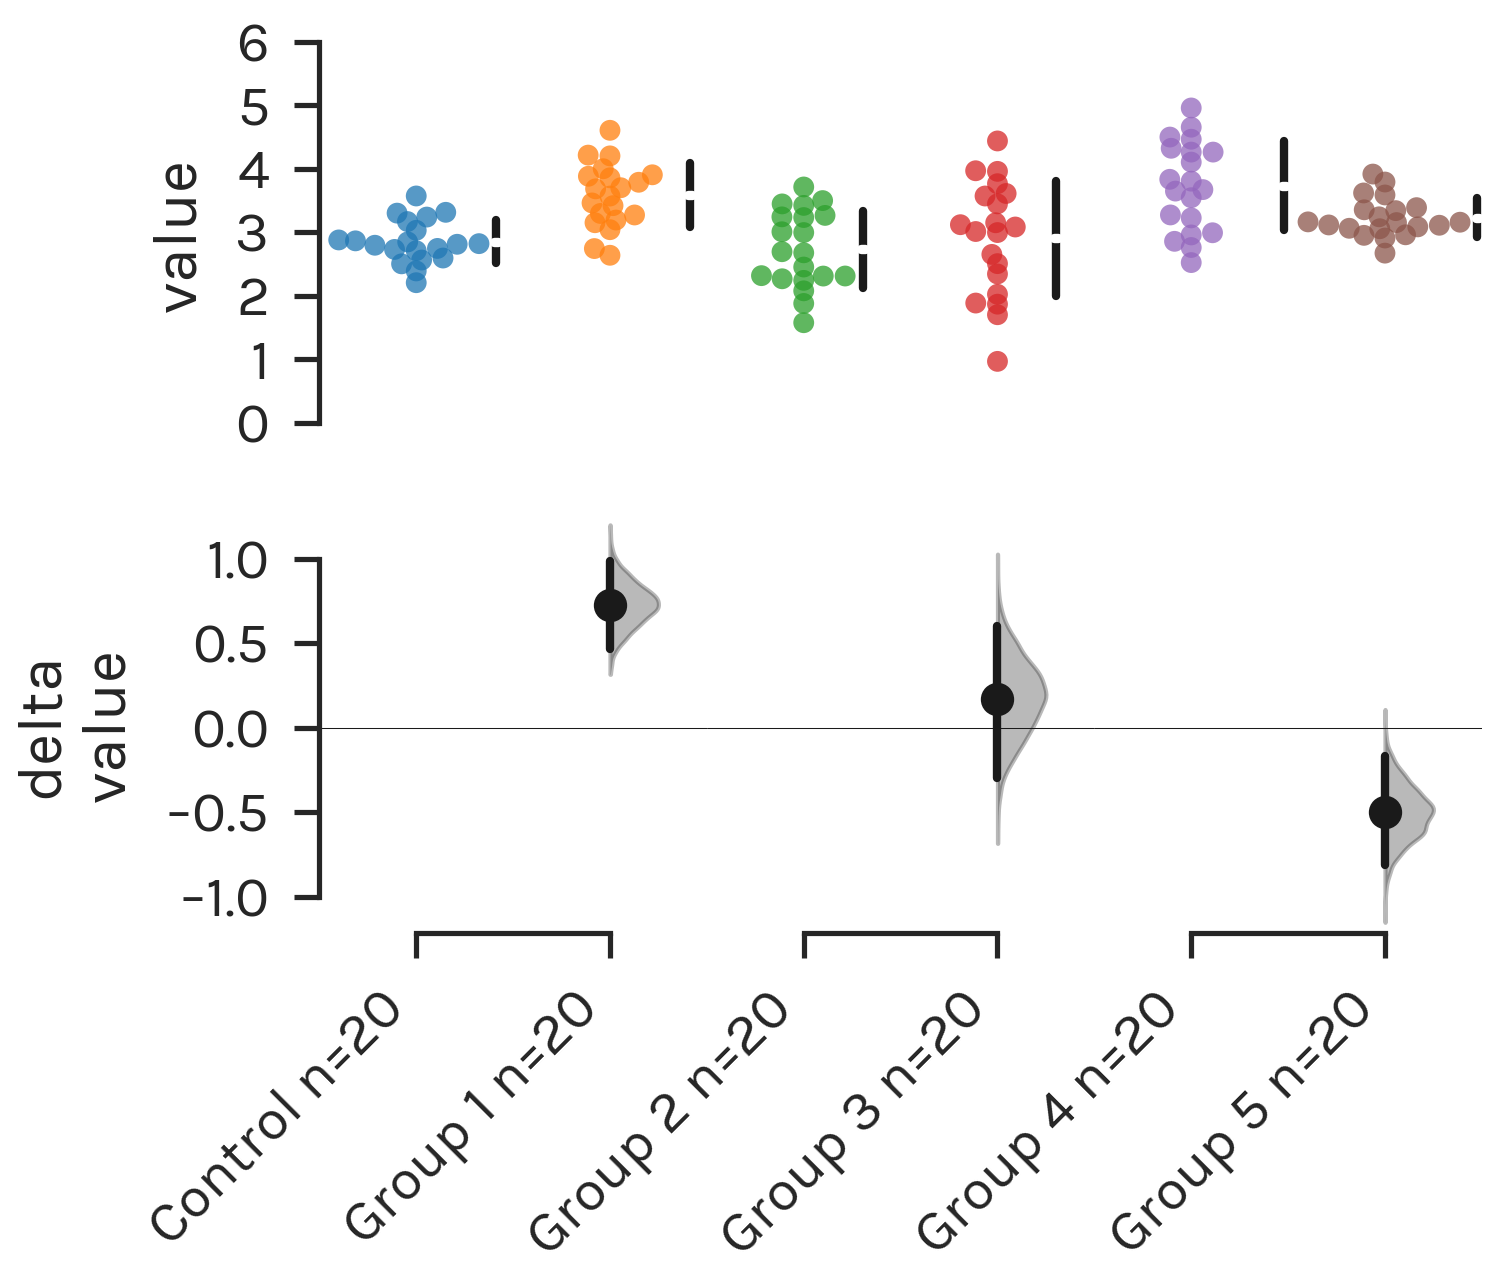 6
5
4
3
2
1
0
value
1.0
0.5
0.0
-0.5
-1.0
delta
value
Control n=20
Group 1 n=20
Group 2 n=20
Group 3 n=20
Group 4 n=20
Group 5 n=20